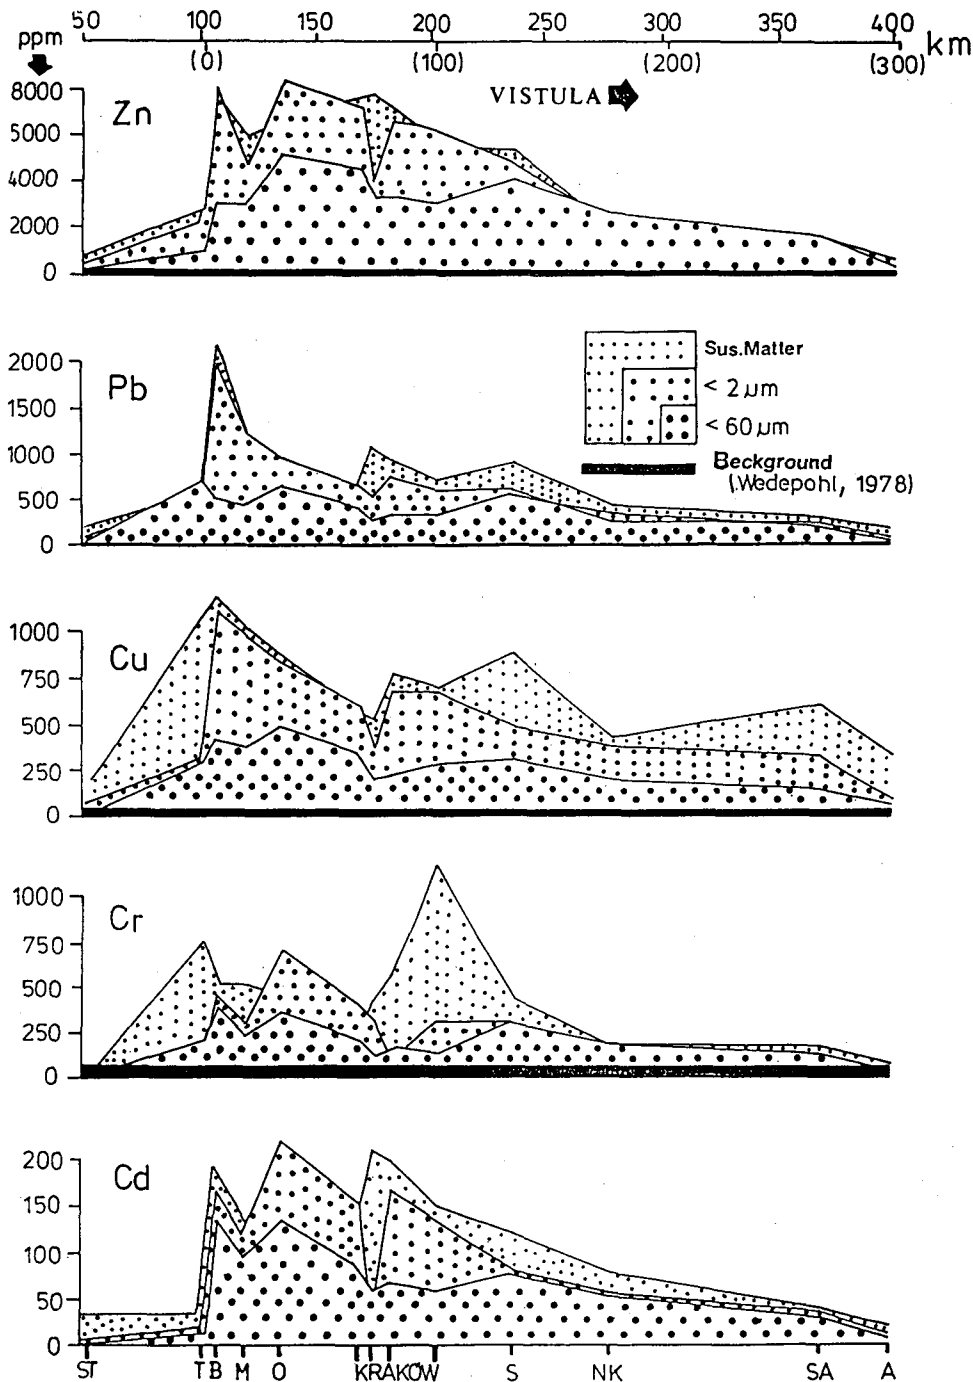 50 100 150 200 250 300 350 400 km
ppm (0) (100) (200) (300)
VISTULA
Zn
8000
6000
4000
2000
0
Pb
2000
1500
1000
500
0
Sus.Matter
< 2 µm
< 60 µm
Beckground
(.Wedepohl, 1978)
Cu
1000
750
500
250
0
Cr
1000
750
500
250
0
Cd
200
150
100
50
0
ST T B M O KRAKÓW S NK SA A